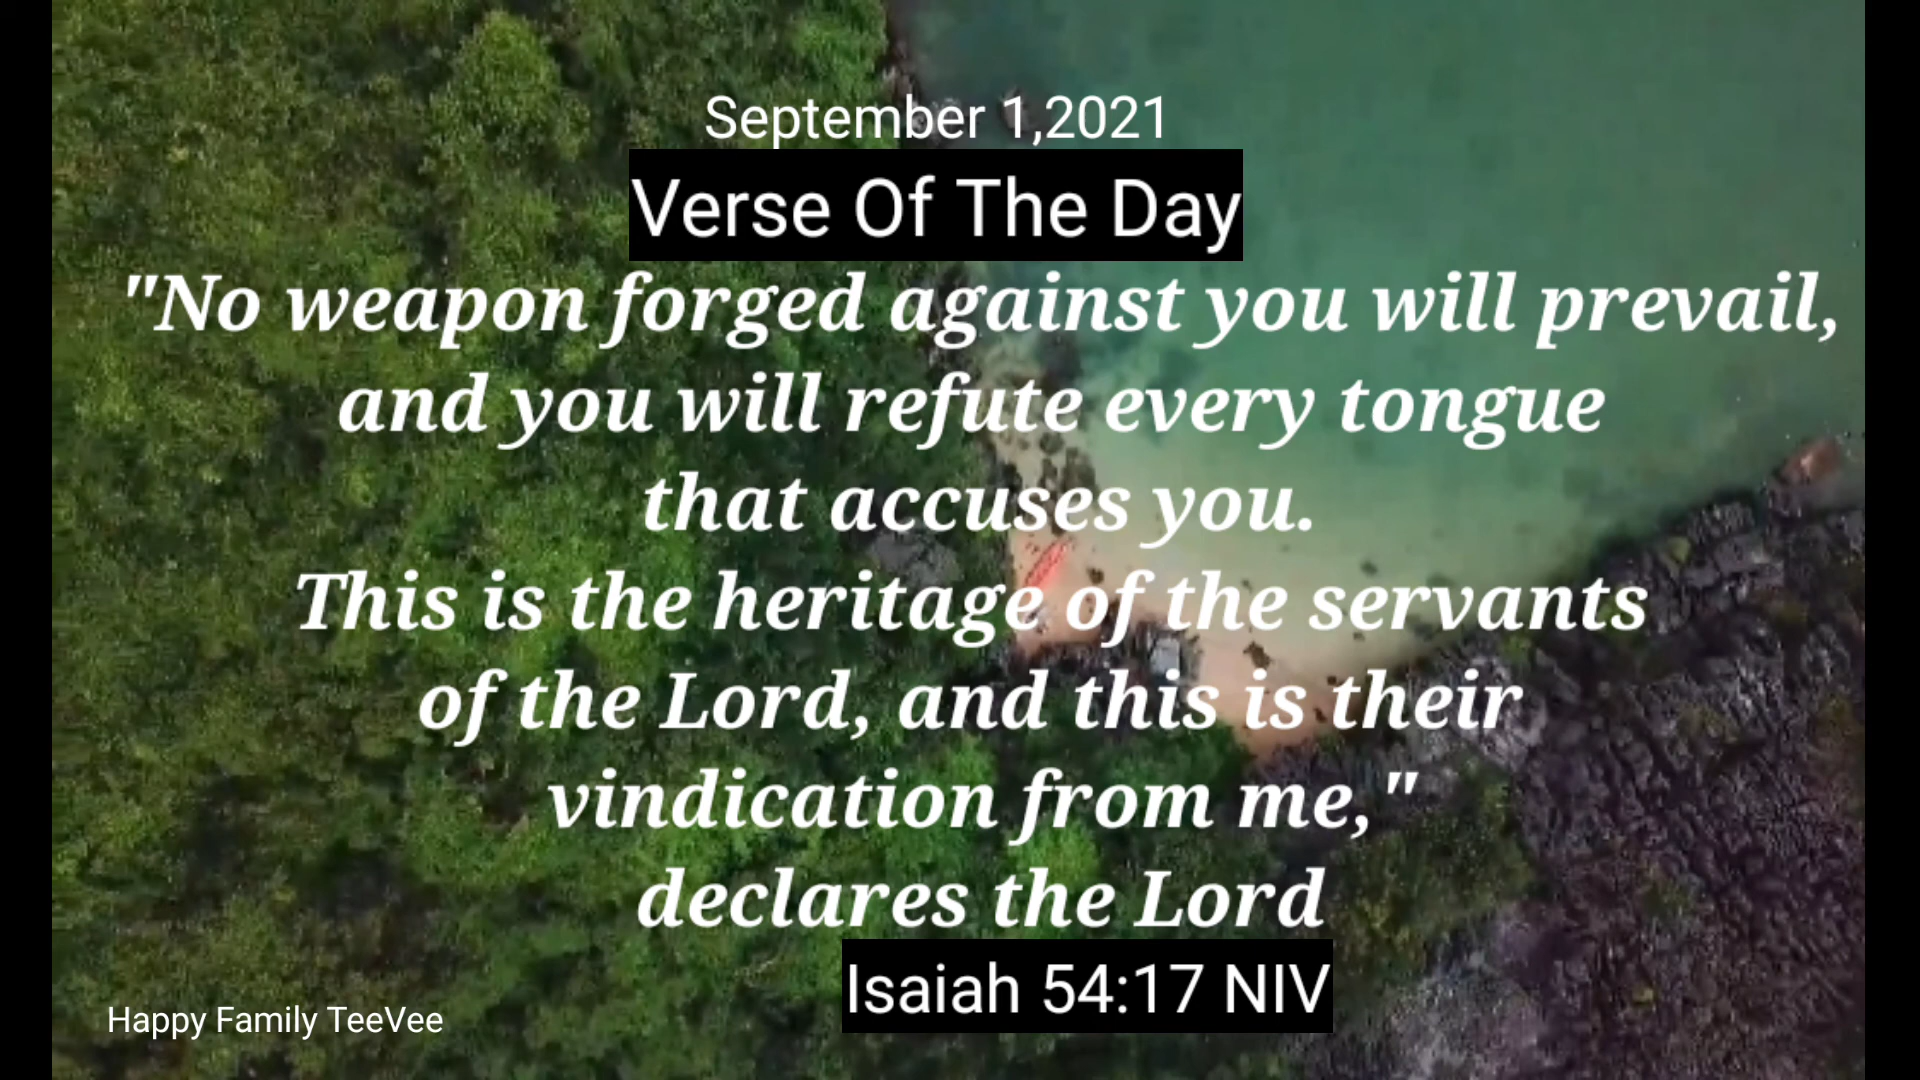 September 1,2021
Verse Of The Day
"No weapon forged against you will prevail,
and you will refute every tongue
that accuses you.
This is the heritage of the servants
of the Lord, and this is their
vindication from me,"
declares the Lord
Isaiah 54:17 NIV
Happy Family TeeVee